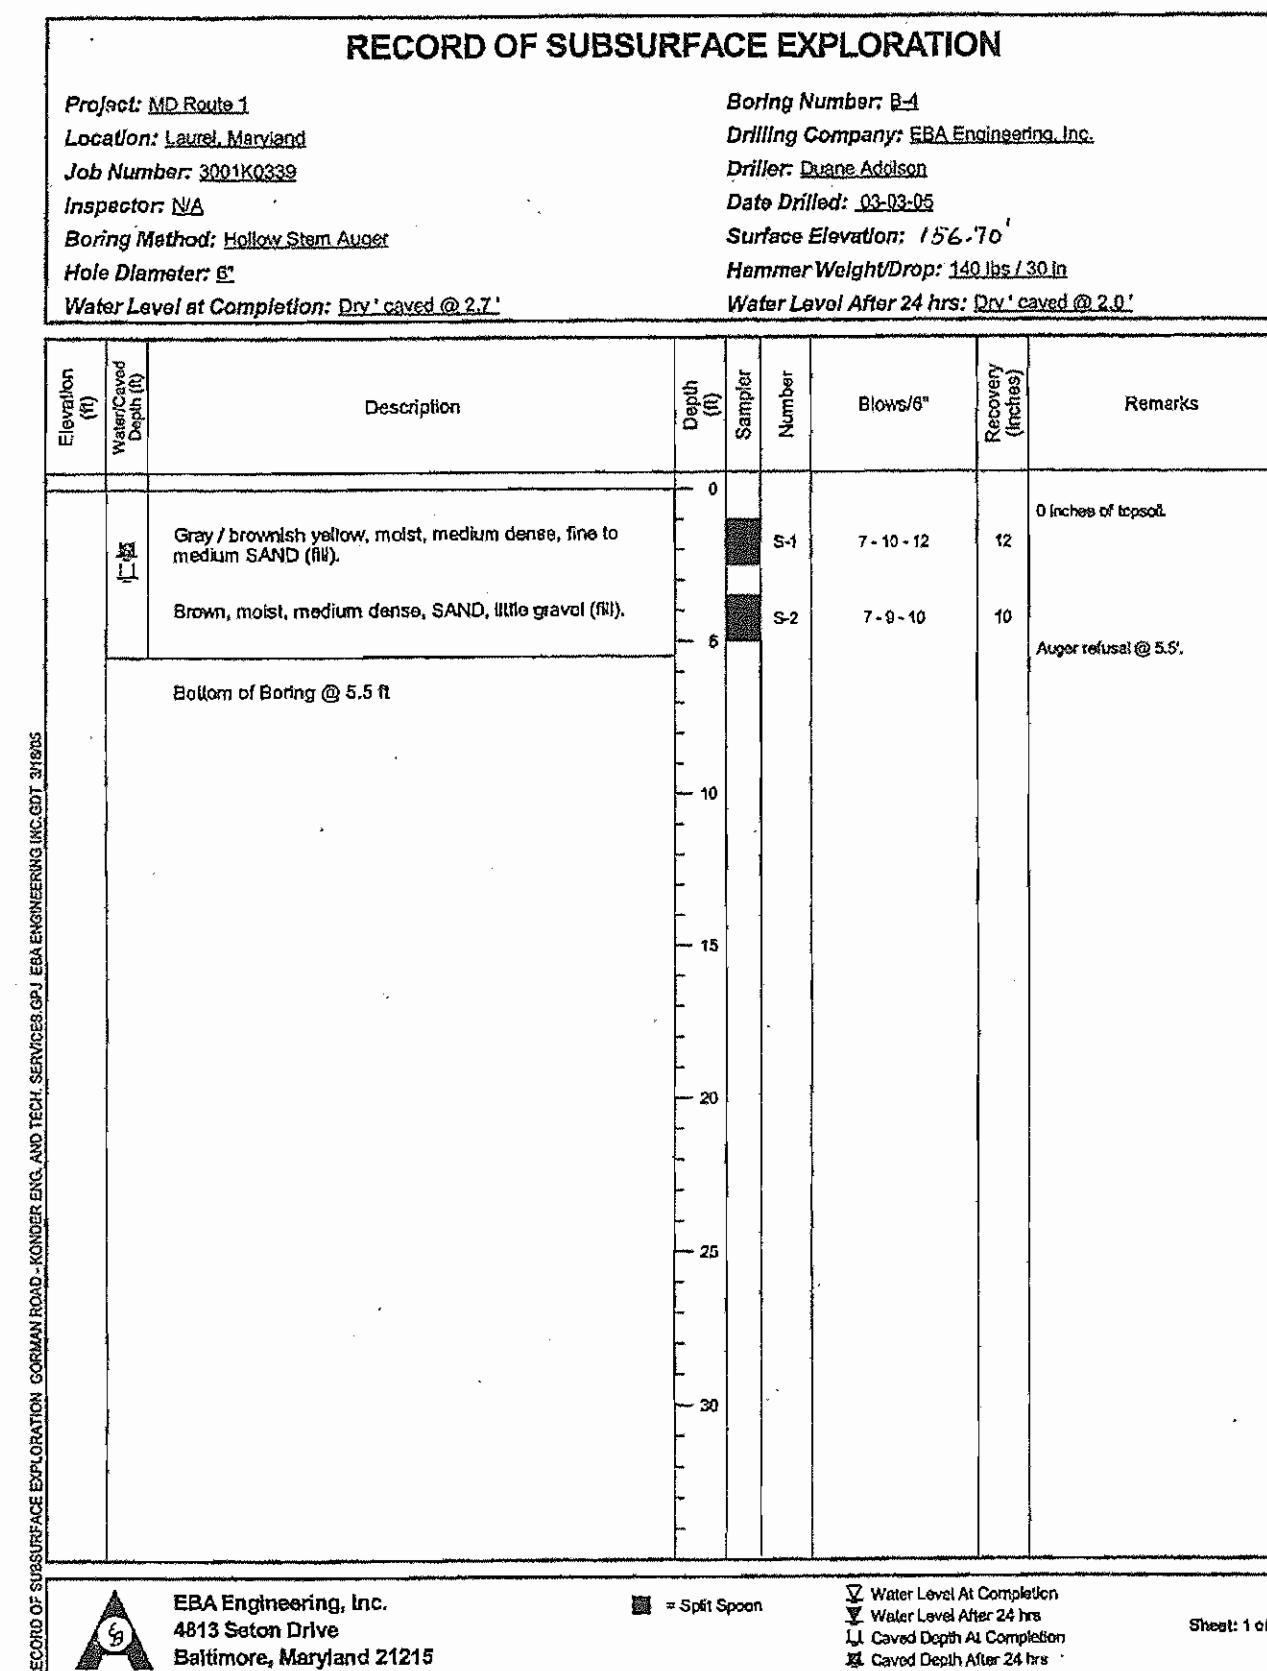 RECORD OF SUBSURFACE EXPLORATION
Project: MD Route 1
Location: Laurel, Maryland
Job Number: 3001K0339
Inspector: N/A
Boring Method: Hollow Stem Auger
Hole Diameter: 6"
Water Level at Completion: Dry ' caved @ 2.7 '
Boring Number: B-4
Drilling Company: EBA Engineering, Inc.
Driller: Duane Addison
Date Drilled: 03-03-05
Surface Elevation: 156.70'
Hammer Weight/Drop: 140 lbs / 30 in
Water Level After 24 hrs: Dry ' caved @ 2.0 '
Elevation (ft)
Water/Caved Depth (ft)
Description
Depth (ft)
Sampler
Number
Blows/6"
Recovery (Inches)
Remarks
0
0 inches of topsoil.
Gray / brownish yellow, moist, medium dense, fine to
medium SAND (fill).
S-1
7 - 10 - 12
12
Brown, moist, medium dense, SAND, little gravel (fill).
S-2
7 - 9 - 10
10
5
Auger refusal @ 5.5'.
Bottom of Boring @ 5.5 ft
10
15
20
25
30
ECORD OF SUBSURFACE EXPLORATION GORMAN ROAD - KONDER ENG. AND TECH. SERVICES.GPJ EBA ENGINEERING INC.GDT 3/18/05
EBA Engineering, Inc.
4813 Seton Drive
Baltimore, Maryland 21215
= Split Spoon
Water Level At Completion
Water Level After 24 hrs
Caved Depth At Completion
Caved Depth After 24 hrs
Sheet: 1 of